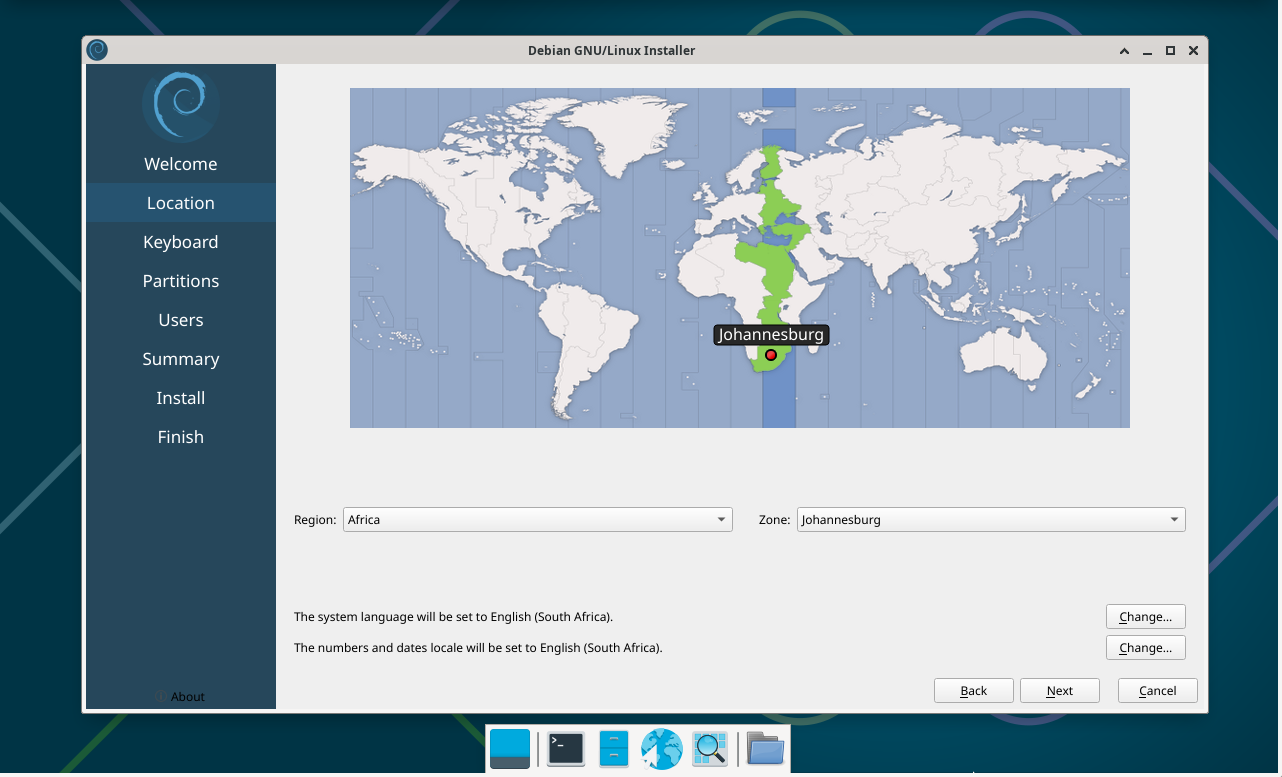 Debian GNU/Linux Installer
Welcome
Location
Keyboard
Partitions
Users
Summary
Install
Finish
About
Johannesburg
Region: Africa
Zone: Johannesburg
The system language will be set to English (South Africa).
Change...
The numbers and dates locale will be set to English (South Africa).
Change...
Back
Next
Cancel
>_